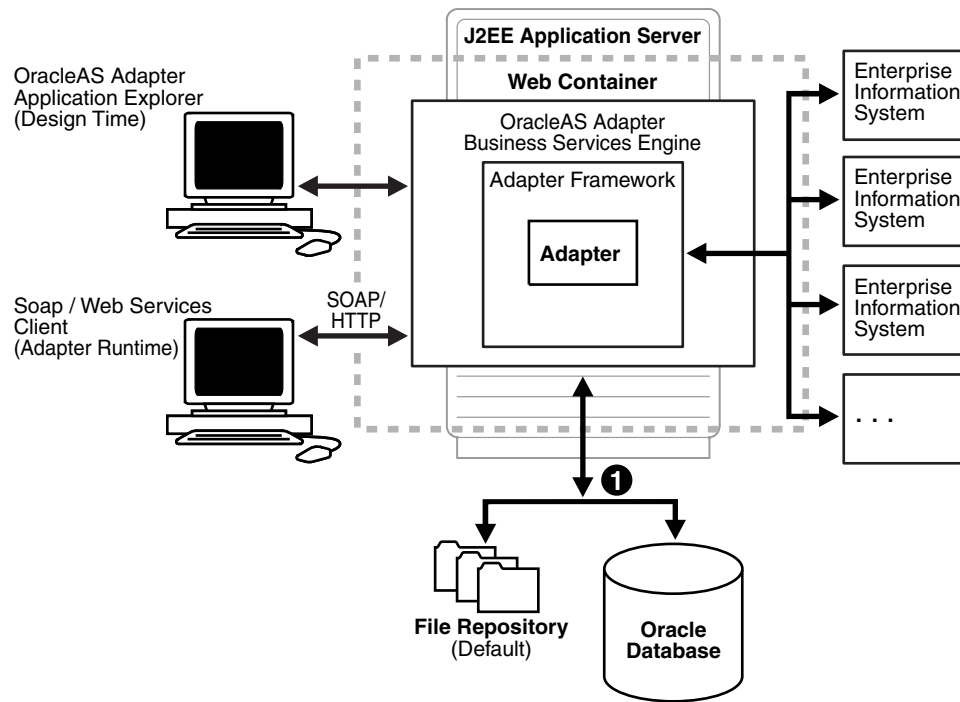 J2EE Application Server
Web Container
OracleAS Adapter
Application Explorer
(Design Time)
OracleAS Adapter
Business Services Engine
Adapter Framework
Adapter
Soap / Web Services
Client
(Adapter Runtime)
SOAP/
HTTP
Enterprise
Information
System
Enterprise
Information
System
Enterprise
Information
System
. . .
1
File Repository
(Default)
Oracle
Database